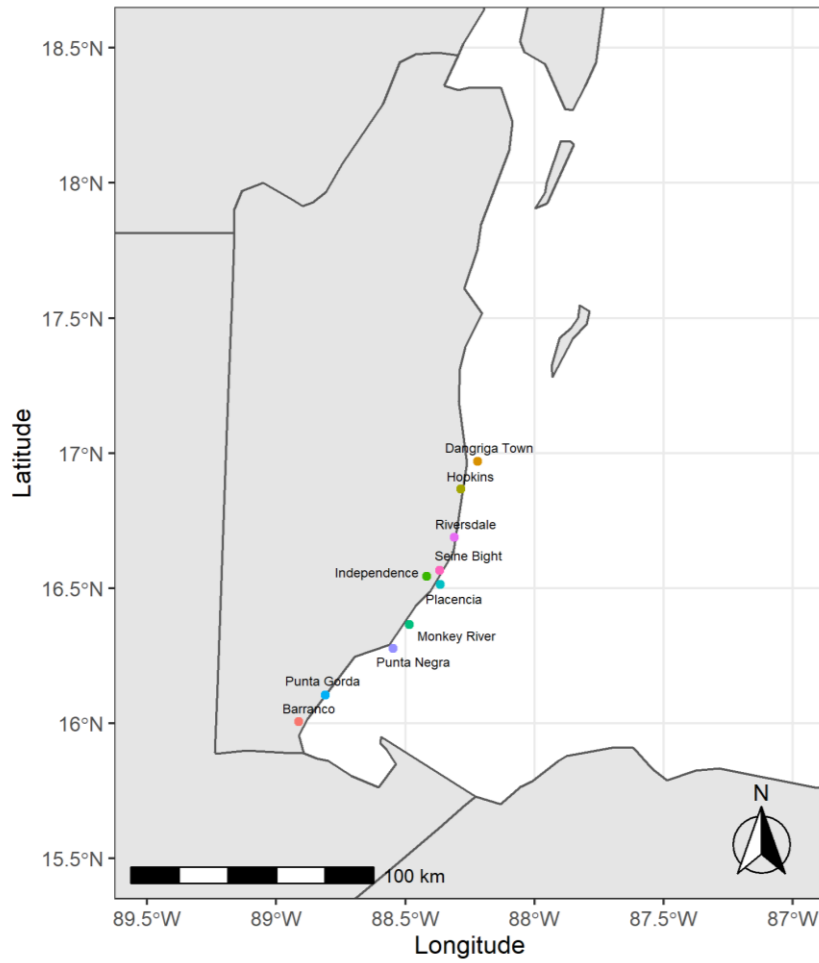 18.5°N
18°N
17.5°N
17°N
16.5°N
16°N
15.5°N
Latitude
Dangriga Town
Hopkins
Riversdale
Seine Bight
Independence
Placencia
Monkey River
Punta Negra
Punta Gorda
Barranco
N
100 km
89.5°W 89°W 88.5°W 88°W 87.5°W 87°W
Longitude